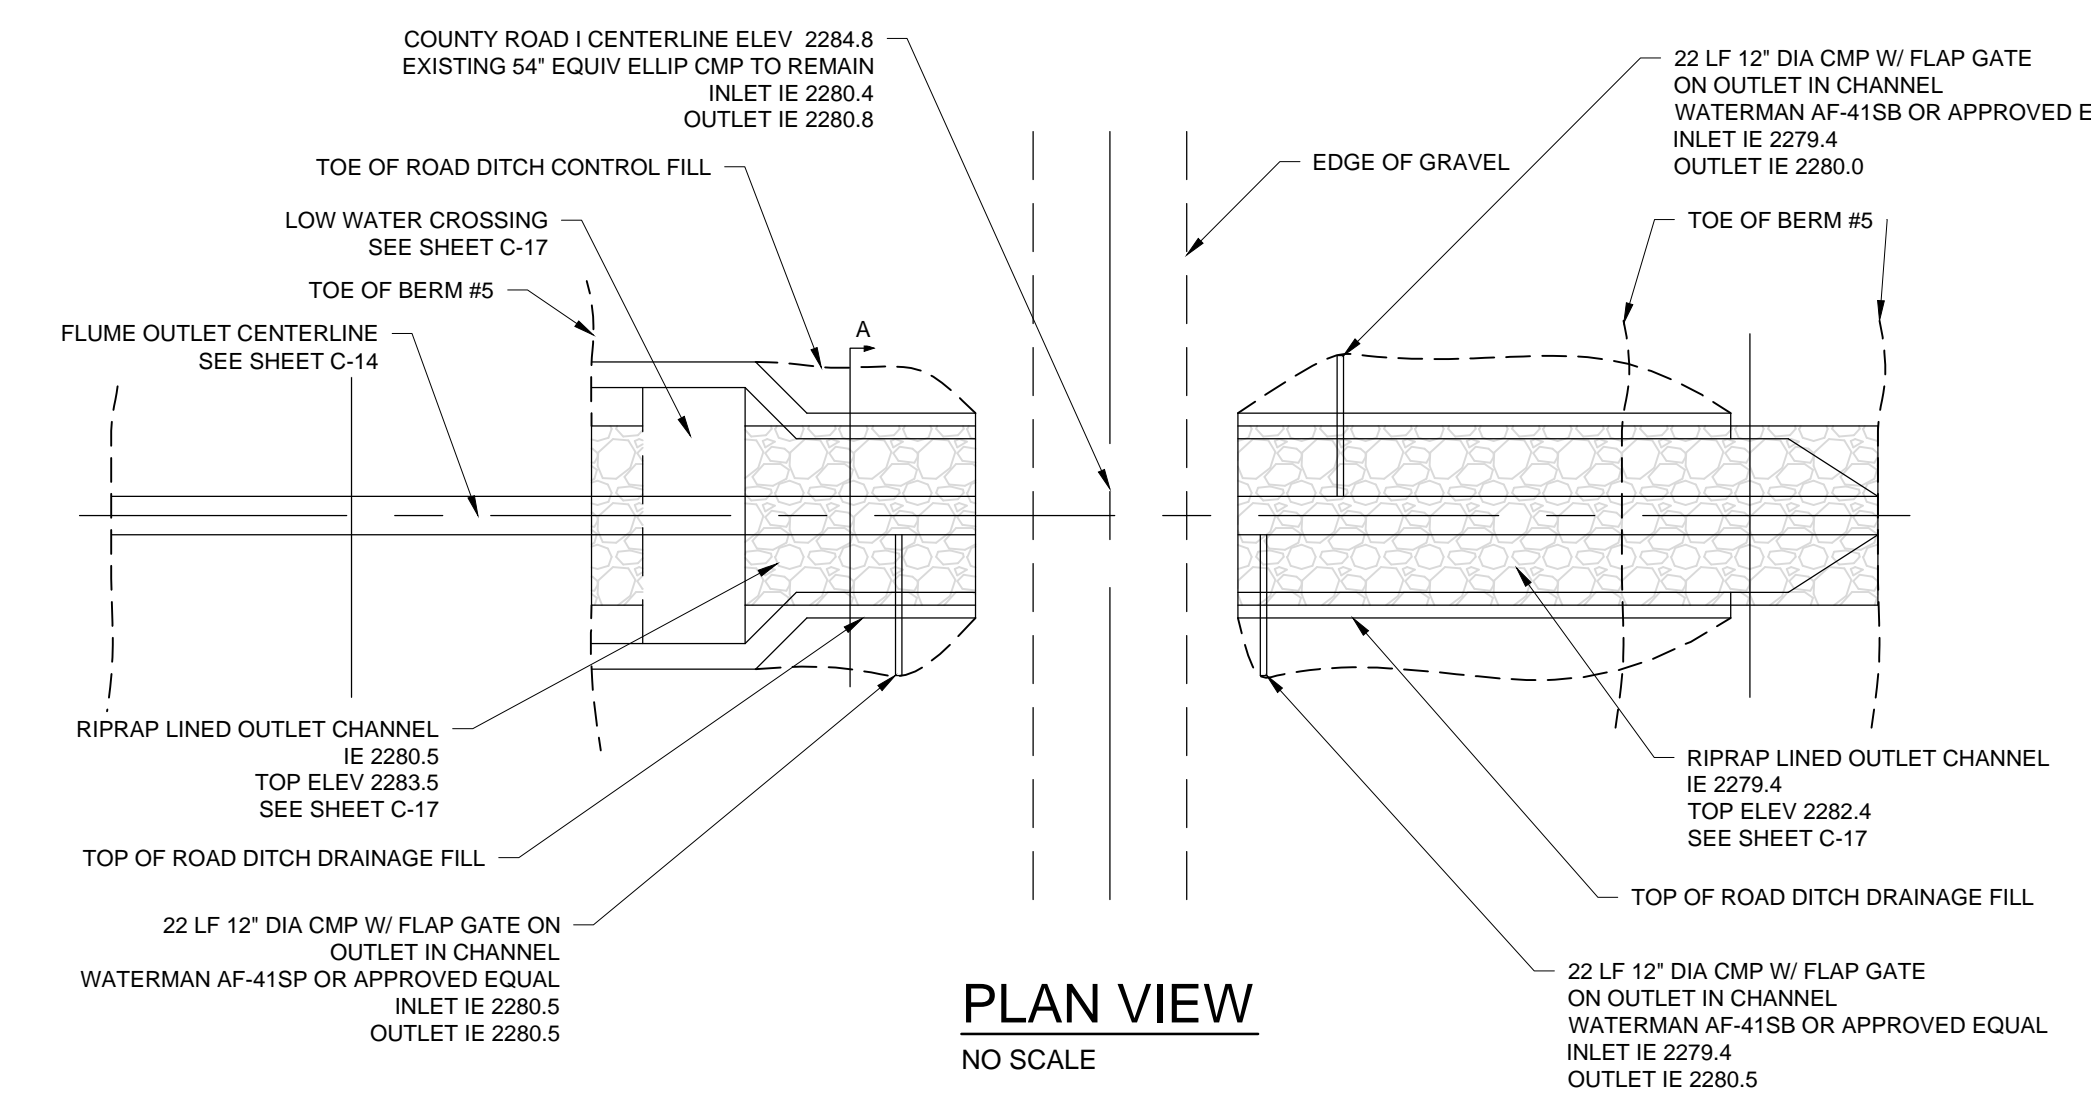 COUNTY ROAD I CENTERLINE ELEV 2284.8
EXISTING 54" EQUIV ELLIP CMP TO REMAIN
INLET IE 2280.4
OUTLET IE 2280.8
22 LF 12" DIA CMP W/ FLAP GATE
ON OUTLET IN CHANNEL
WATERMAN AF-41SB OR APPROVED E
INLET IE 2279.4
OUTLET IE 2280.0
TOE OF ROAD DITCH CONTROL FILL
EDGE OF GRAVEL
LOW WATER CROSSING
SEE SHEET C-17
TOE OF BERM #5
TOE OF BERM #5
FLUME OUTLET CENTERLINE
SEE SHEET C-14
A
RIPRAP LINED OUTLET CHANNEL
IE 2280.5
TOP ELEV 2283.5
SEE SHEET C-17
RIPRAP LINED OUTLET CHANNEL
IE 2279.4
TOP ELEV 2282.4
SEE SHEET C-17
TOP OF ROAD DITCH DRAINAGE FILL
TOP OF ROAD DITCH DRAINAGE FILL
22 LF 12" DIA CMP W/ FLAP GATE ON
OUTLET IN CHANNEL
WATERMAN AF-41SP OR APPROVED EQUAL
INLET IE 2280.5
OUTLET IE 2280.5
22 LF 12" DIA CMP W/ FLAP GATE
ON OUTLET IN CHANNEL
WATERMAN AF-41SB OR APPROVED EQUAL
INLET IE 2279.4
OUTLET IE 2280.5
PLAN VIEW
NO SCALE